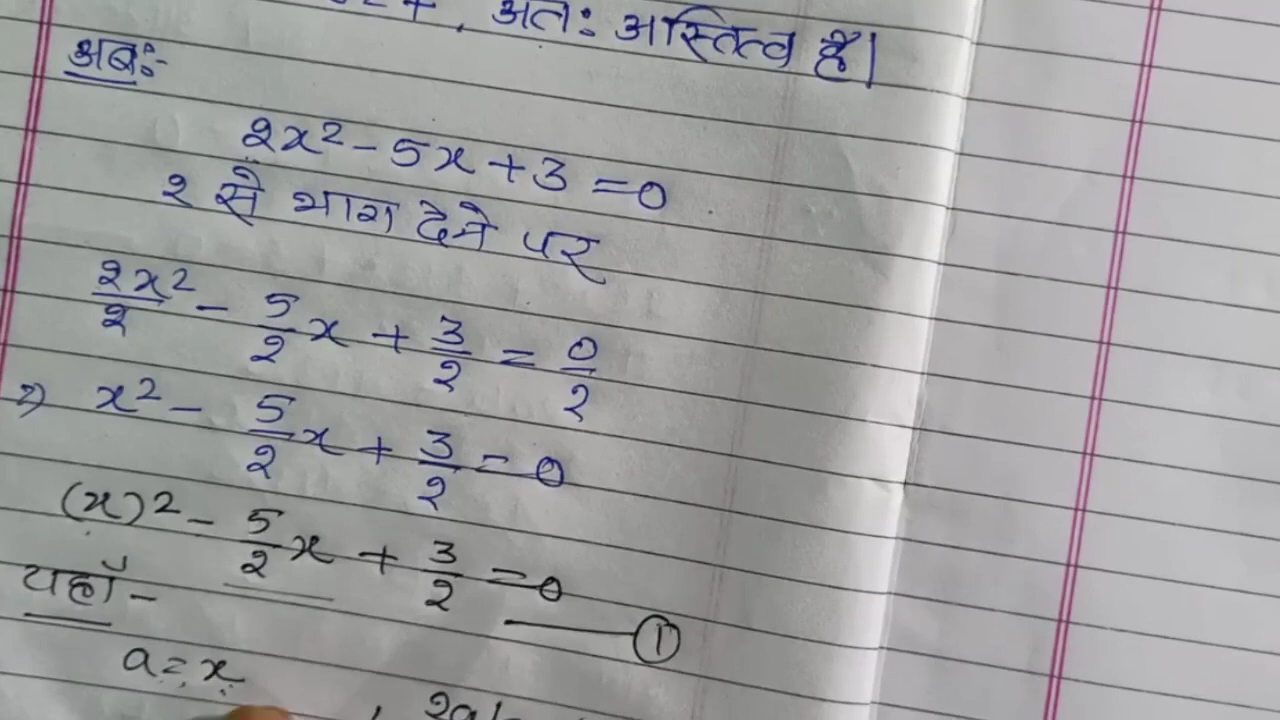 अतः अस्तित्व है।
अबः-
2x² - 5x + 3 = 0
2 से भाग देने पर
2x²/2 - 5/2 x + 3/2 = 0/2
⇒ x² - 5/2 x + 3/2 = 0
(x)² - 5/2 x + 3/2 = 0 —— ①
यहाँ -
a = x ,